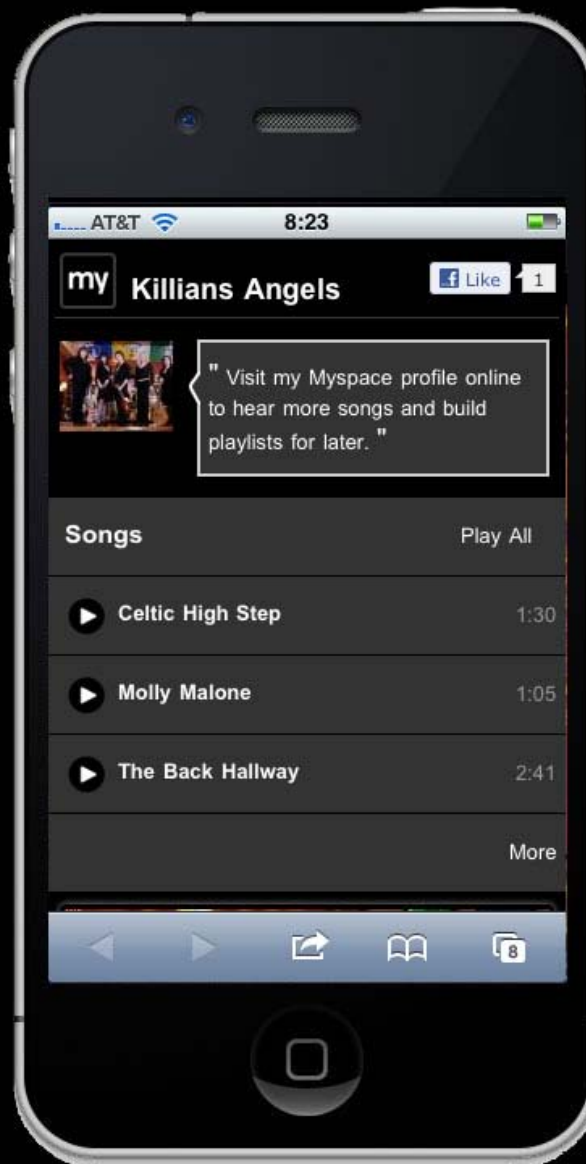 AT&T 8:23
my Killians Angels Like 1
" Visit my Myspace profile online
to hear more songs and build
playlists for later. "
Songs Play All
Celtic High Step 1:30
Molly Malone 1:05
The Back Hallway 2:41
More
8